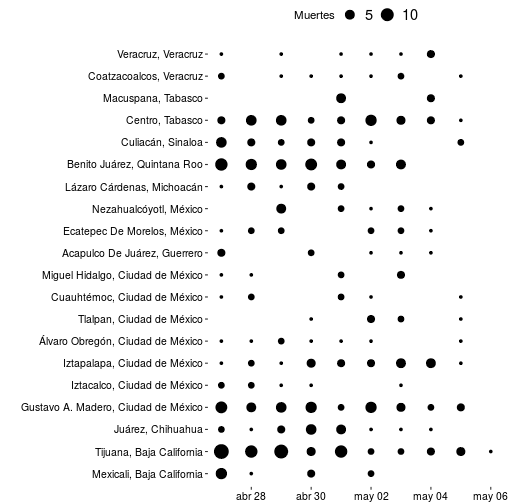 Muertes 5 10
Veracruz, Veracruz
Coatzacoalcos, Veracruz
Macuspana, Tabasco
Centro, Tabasco
Culiacán, Sinaloa
Benito Juárez, Quintana Roo
Lázaro Cárdenas, Michoacán
Nezahualcóyotl, México
Ecatepec De Morelos, México
Acapulco De Juárez, Guerrero
Miguel Hidalgo, Ciudad de México
Cuauhtémoc, Ciudad de México
Tlalpan, Ciudad de México
Álvaro Obregón, Ciudad de México
Iztapalapa, Ciudad de México
Iztacalco, Ciudad de México
Gustavo A. Madero, Ciudad de México
Juárez, Chihuahua
Tijuana, Baja California
Mexicali, Baja California
abr 28 abr 30 may 02 may 04 may 06